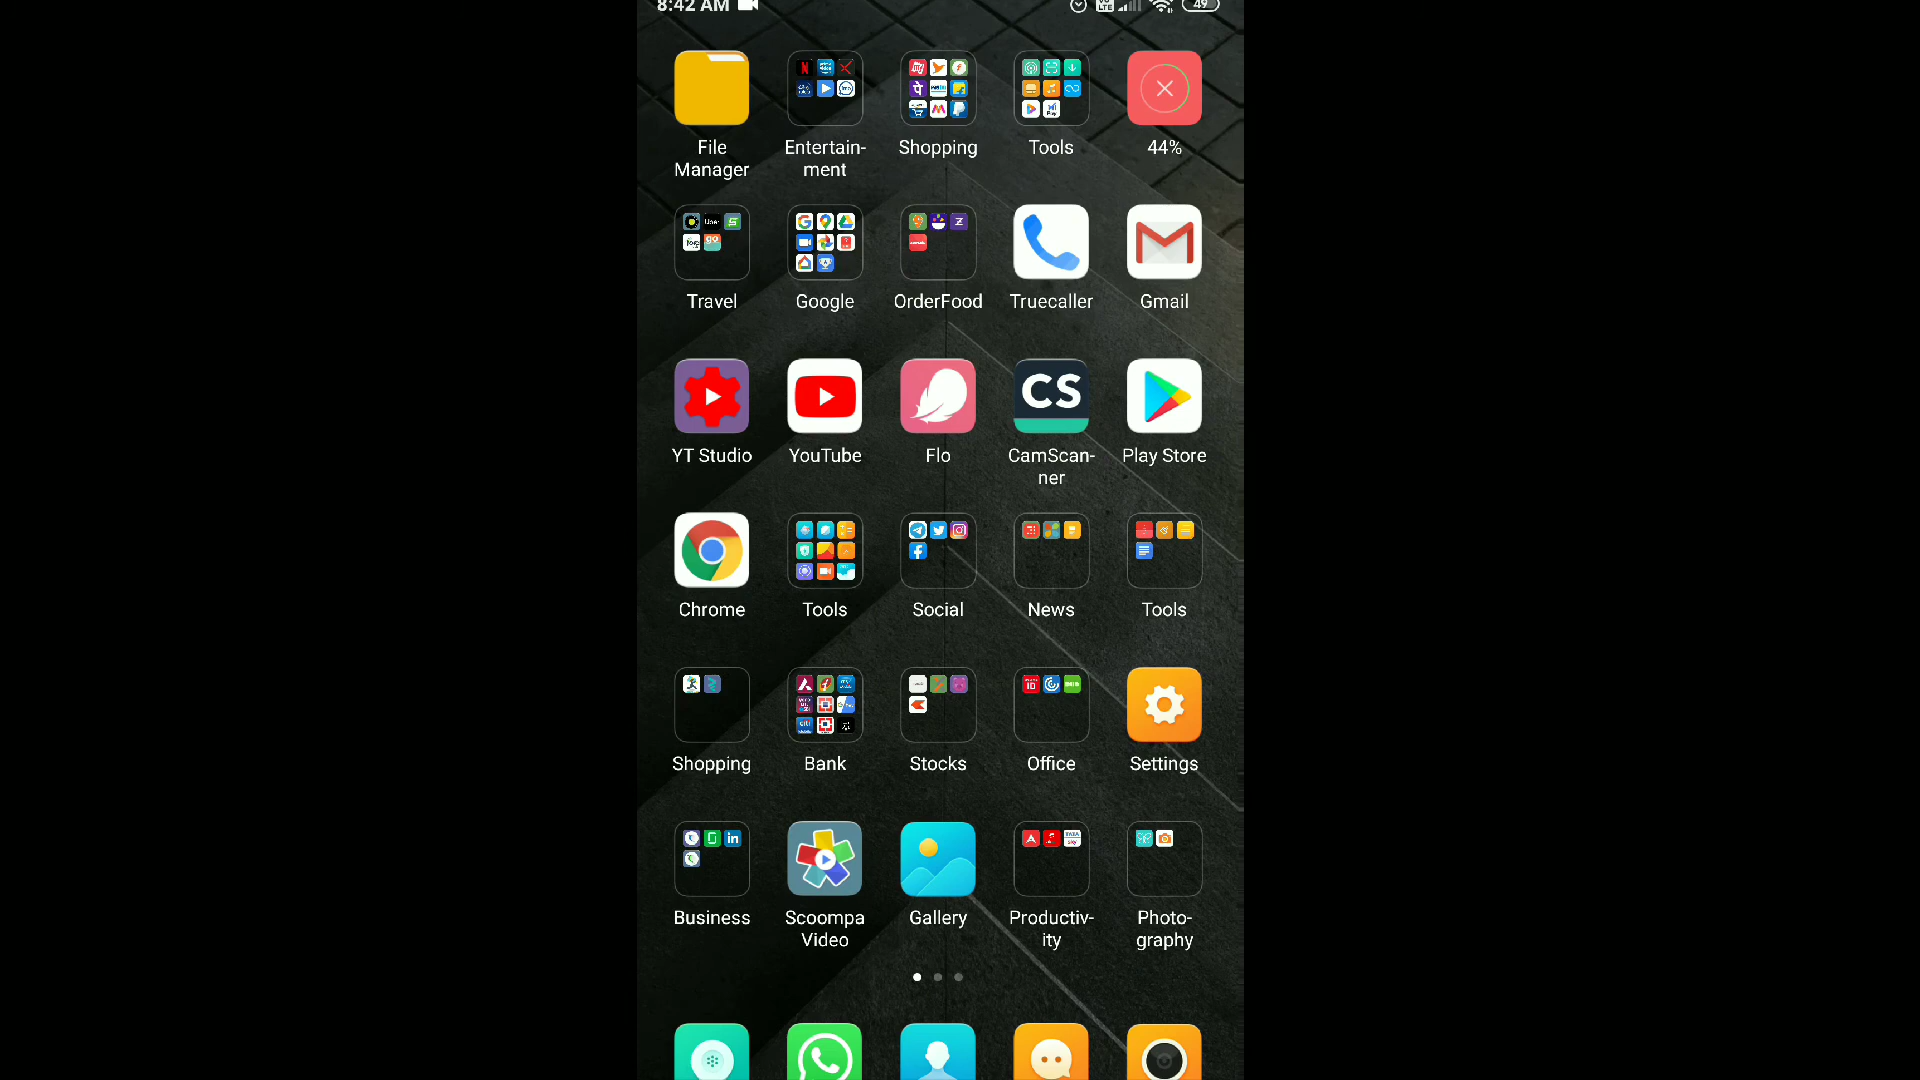 8:42 AM
49
File
Manager
Entertain-
ment
Shopping
Tools
44%
Travel
Google
OrderFood
Truecaller
Gmail
CS
YT Studio
YouTube
Flo
CamScan-
ner
Play Store
Chrome
Tools
Social
News
Tools
Shopping
Bank
Stocks
Office
Settings
Business
Scoompa
Video
Gallery
Productiv-
ity
Photo-
graphy